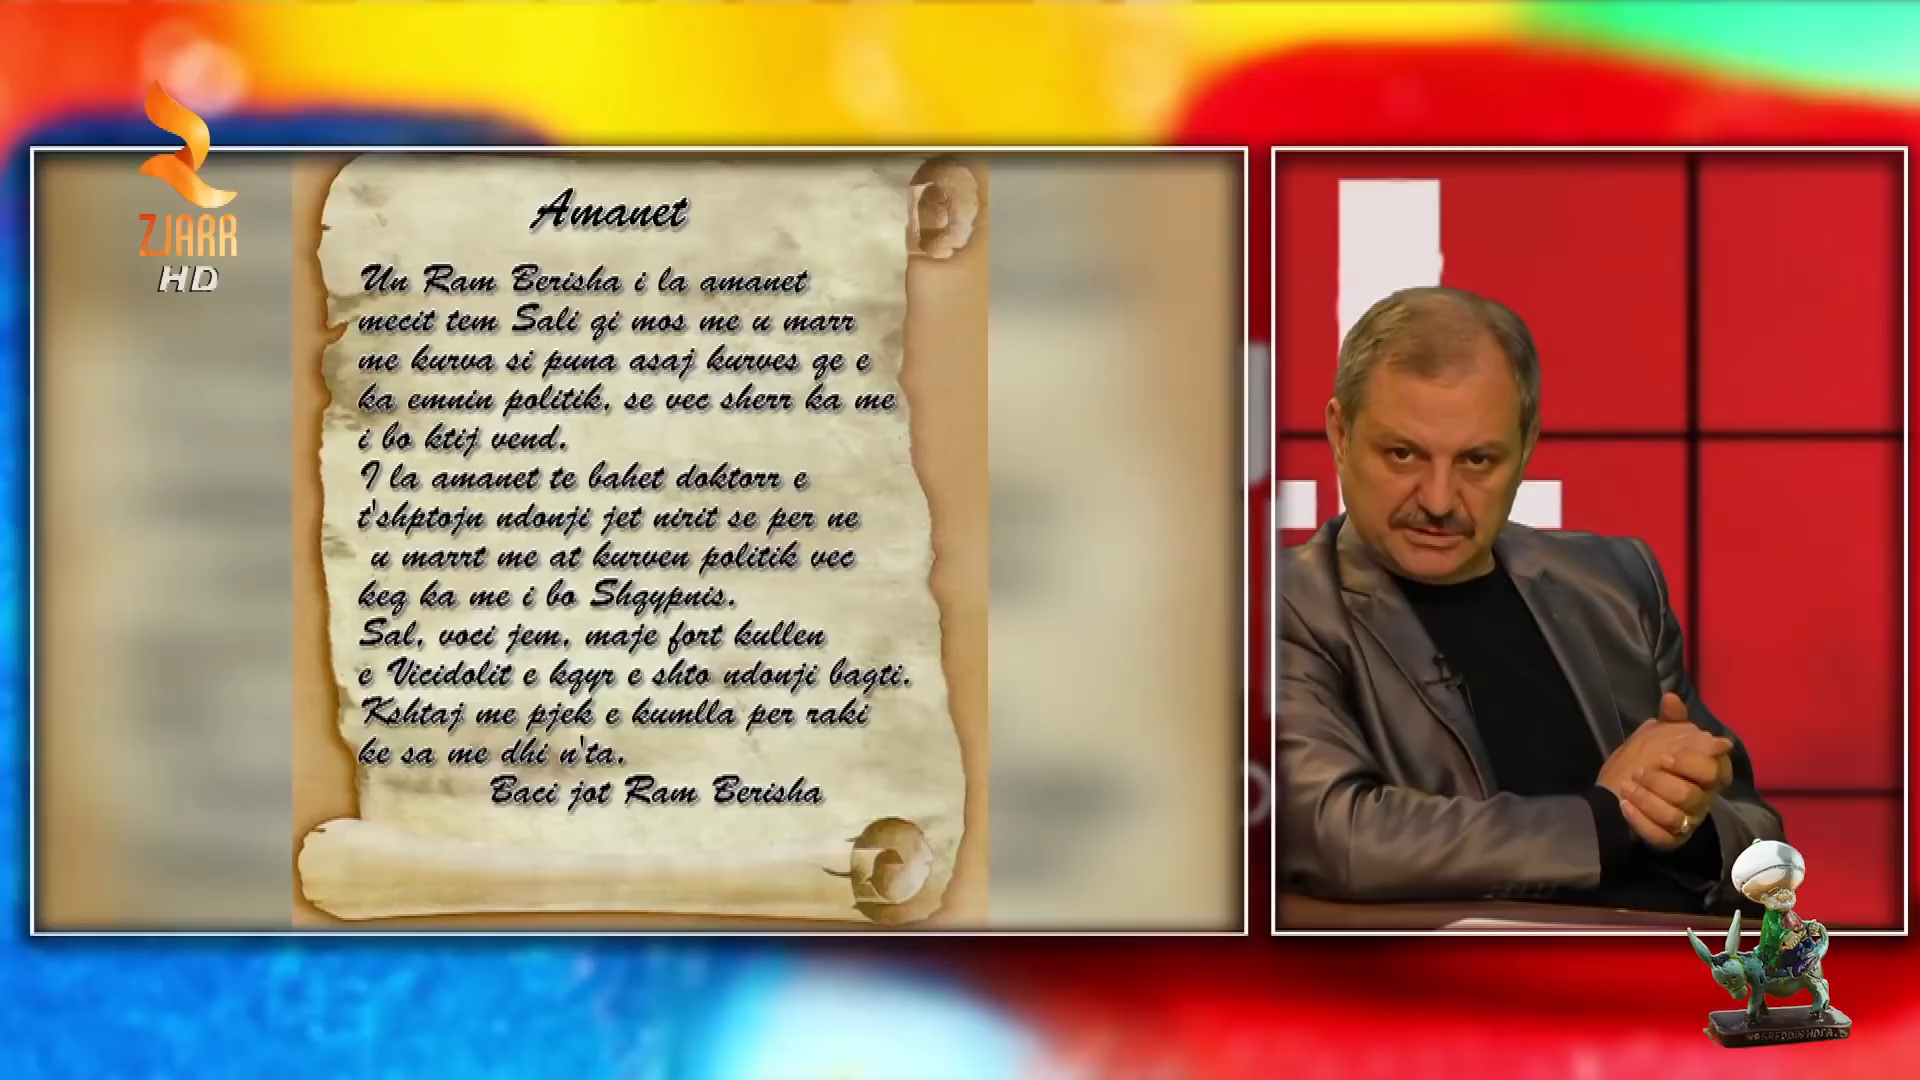 ZJARR
HD
Amanet
Un Ram Berisha i la amanet
mecit tem Sali qi mos me u marr
me kurva si puna asaj kurves qe e
ka emnin politik, se vec sherr ka me
i bo ktij vend.
I la amanet te bahet doktorr e
t'shptojn ndonji jet nirit se per ne
u marrt me at kurven politik vec
keq ka me i bo Shqypnis.
Sal, voci jem, maje fort kullen
e Vicidolit e kqyr e shto ndonji bagti.
Kshtaj me pjek e kumlla per raki
ke sa me dhi n'ta.
Baci jot Ram Berisha